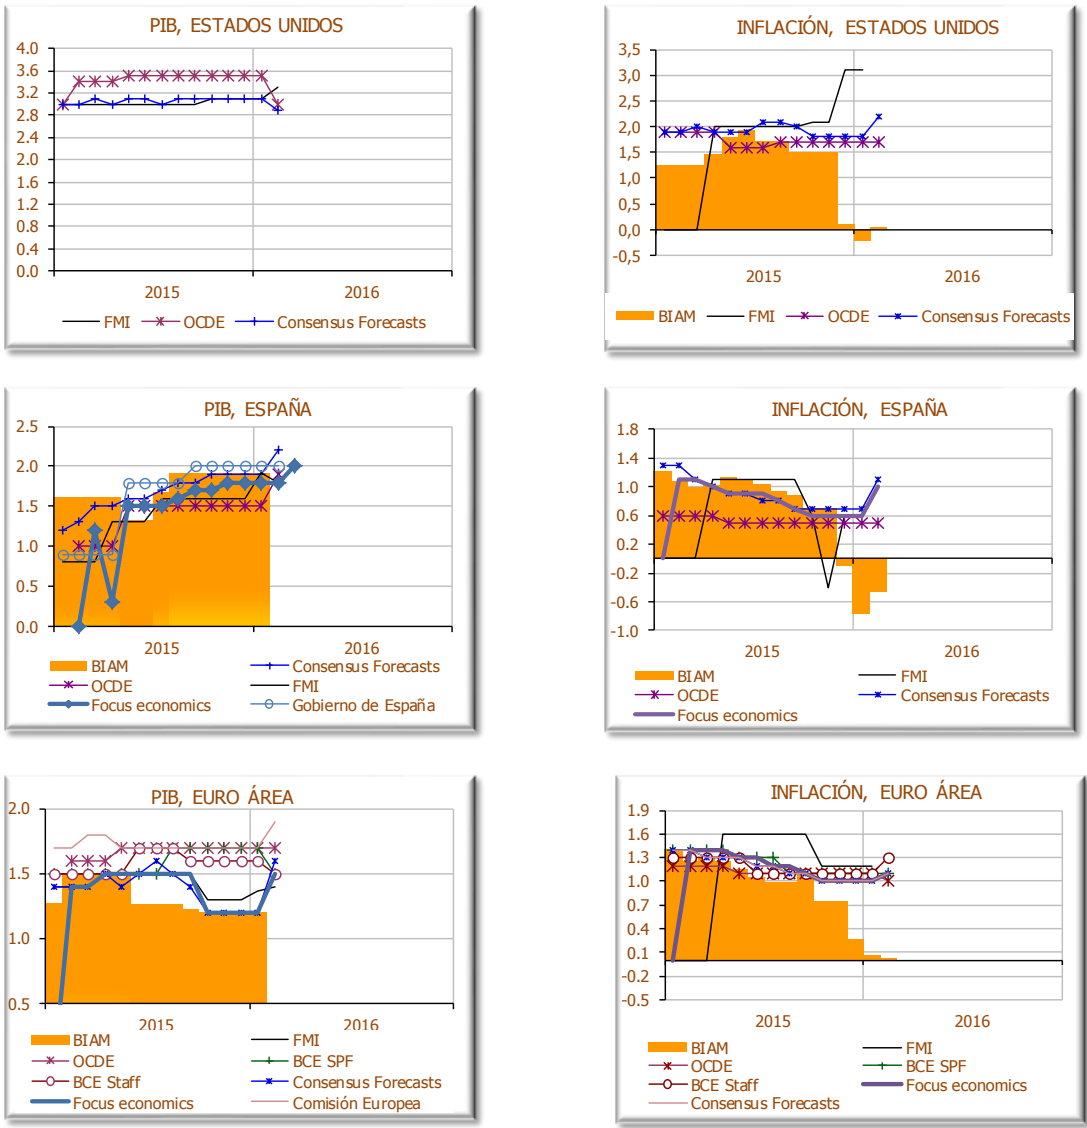 PIB, ESTADOS UNIDOS
4.0
3.6
3.2
2.8
2.4
2.0
1.6
1.2
0.8
0.4
0.0
2015 2016
FMI OCDE Consensus Forecasts
INFLACIÓN, ESTADOS UNIDOS
3,5
3,0
2,5
2,0
1,5
1,0
0,5
0,0
-0,5
2015 2016
BIAM FMI OCDE Consensus Forecasts
PIB, ESPAÑA
2.5
2.0
1.5
1.0
0.5
0.0
2015 2016
BIAM Consensus Forecasts
OCDE FMI
Focus economics Gobierno de España
INFLACIÓN, ESPAÑA
1.8
1.4
1.0
0.6
0.2
-0.2
-0.6
-1.0
2015 2016
BIAM FMI
OCDE Consensus Forecasts
Focus economics
PIB, EURO ÁREA
2.0
1.5
1.0
0.5
2015 2016
BIAM FMI
OCDE BCE SPF
BCE Staff Consensus Forecasts
Focus economics Comisión Europea
INFLACIÓN, EURO ÁREA
1.9
1.6
1.3
1.0
0.7
0.4
0.1
-0.2
-0.5
2015 2016
BIAM FMI
OCDE BCE SPF
BCE Staff Focus economics
Consensus Forecasts